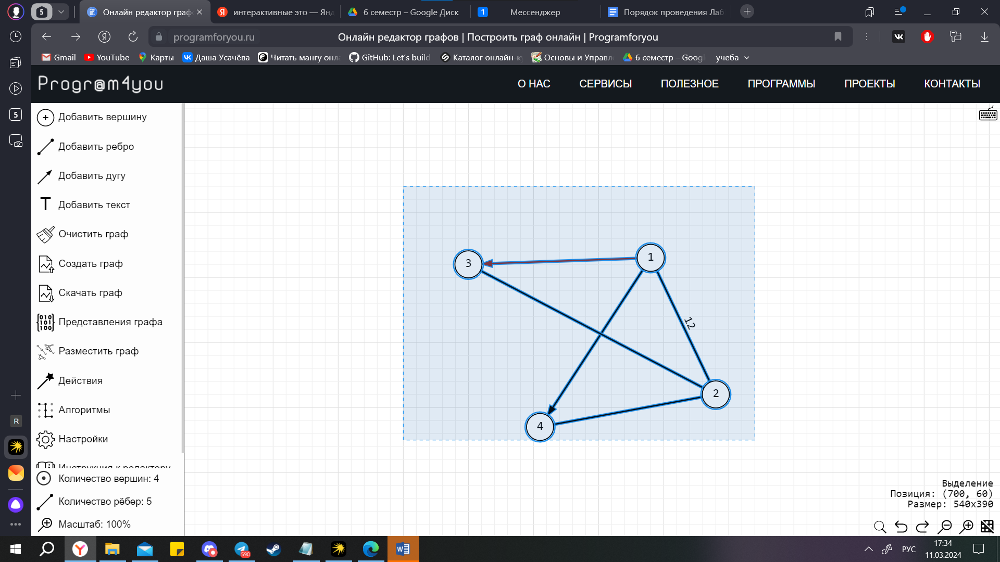 5
Онлайн редактор граф
интерактивные это — Янд
6 семестр – Google Диск
1
Мессенджер
Порядок проведения Лаб
programforyou.ru
Онлайн редактор графов | Построить граф онлайн | Programforyou
Gmail
YouTube
Карты
Даша Усачёва
Читать мангу онл
GitHub: Let's build
Каталог онлайн-к
Основы и Управл
6 семестр – Googl
учеба
Progr@m4you
О НАС
СЕРВИСЫ
ПОЛЕЗНОЕ
ПРОГРАММЫ
ПРОЕКТЫ
КОНТАКТЫ
5
R
Добавить вершину
Добавить ребро
Добавить дугу
T Добавить текст
Очистить граф
Создать граф
Скачать граф
010
101
100
Представления графа
Разместить граф
Действия
Алгоритмы
Настройки
Инструкция к редактору
Количество вершин: 4
Количество рёбер: 5
Масштаб: 100%
3
1
12
2
4
Выделение
Позиция: (700, 60)
Размер: 540x390
590
РУС
17:34
11.03.2024